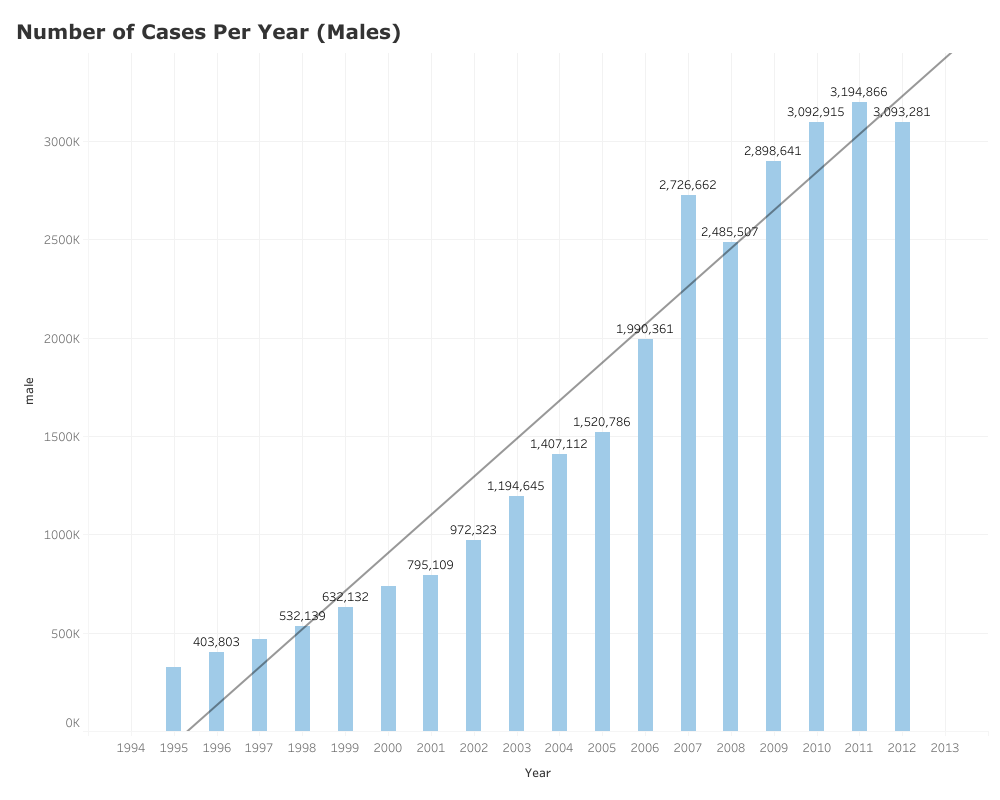 Number of Cases Per Year (Males)
3,194,866
3,092,915
3,093,281
3000K
2,898,641
2,726,662
2500K
2,485,507
2000K
1,990,361
male
1500K
1,520,786
1,407,112
1,194,645
1000K
972,323
795,109
500K
632,132
532,139
403,803
0K
1994 1995 1996 1997 1998 1999 2000 2001 2002 2003 2004 2005 2006 2007 2008 2009 2010 2011 2012 2013
Year